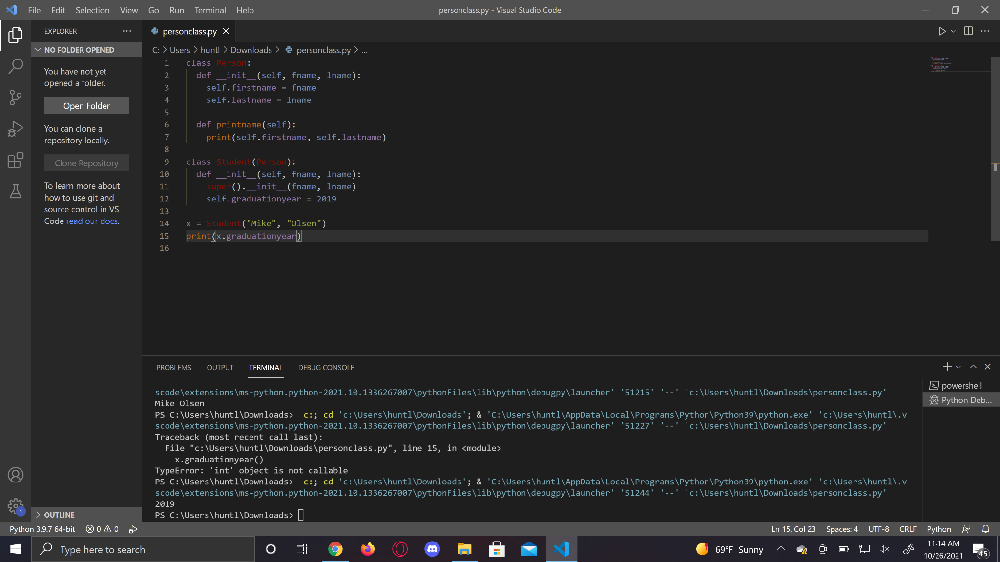 File Edit Selection View Go Run Terminal Help
personclass.py - Visual Studio Code
EXPLORER
NO FOLDER OPENED
You have not yet
opened a folder.
Open Folder
You can clone a
repository locally.
Clone Repository
To learn more about
how to use git and
source control in VS
Code read our docs.
OUTLINE
personclass.py
C: > Users > huntl > Downloads > personclass.py > ...
1 class Person:
2 def __init__(self, fname, lname):
3 self.firstname = fname
4 self.lastname = lname
5
6 def printname(self):
7 print(self.firstname, self.lastname)
8
9 class Student(Person):
10 def __init__(self, fname, lname):
11 super().__init__(fname, lname)
12 self.graduationyear = 2019
13
14 x = Student("Mike", "Olsen")
15 print(x.graduationyear)
16
PROBLEMS OUTPUT TERMINAL DEBUG CONSOLE
powershell
Python Deb...
scode\extensions\ms-python.python-2021.10.1336267007\pythonFiles\lib\python\debugpy\launcher' '51215' '--' 'c:\Users\huntl\Downloads\personclass.py'
Mike Olsen
PS C:\Users\huntl\Downloads>  c:; cd 'c:\Users\huntl\Downloads'; & 'C:\Users\huntl\AppData\Local\Programs\Python\Python39\python.exe' 'c:\Users\huntl\.v
scode\extensions\ms-python.python-2021.10.1336267007\pythonFiles\lib\python\debugpy\launcher' '51227' '--' 'c:\Users\huntl\Downloads\personclass.py'
Traceback (most recent call last):
File "c:\Users\huntl\Downloads\personclass.py", line 15, in <module>
x.graduationyear()
TypeError: 'int' object is not callable
PS C:\Users\huntl\Downloads>  c:; cd 'c:\Users\huntl\Downloads'; & 'C:\Users\huntl\AppData\Local\Programs\Python\Python39\python.exe' 'c:\Users\huntl\.v
scode\extensions\ms-python.python-2021.10.1336267007\pythonFiles\lib\python\debugpy\launcher' '51244' '--' 'c:\Users\huntl\Downloads\personclass.py'
2019
PS C:\Users\huntl\Downloads>
1
Python 3.9.7 64-bit 0 0 Ln 15, Col 23 Spaces: 4 UTF-8 CRLF Python
Type here to search
69°F Sunny
11:14 AM
10/26/2021
45